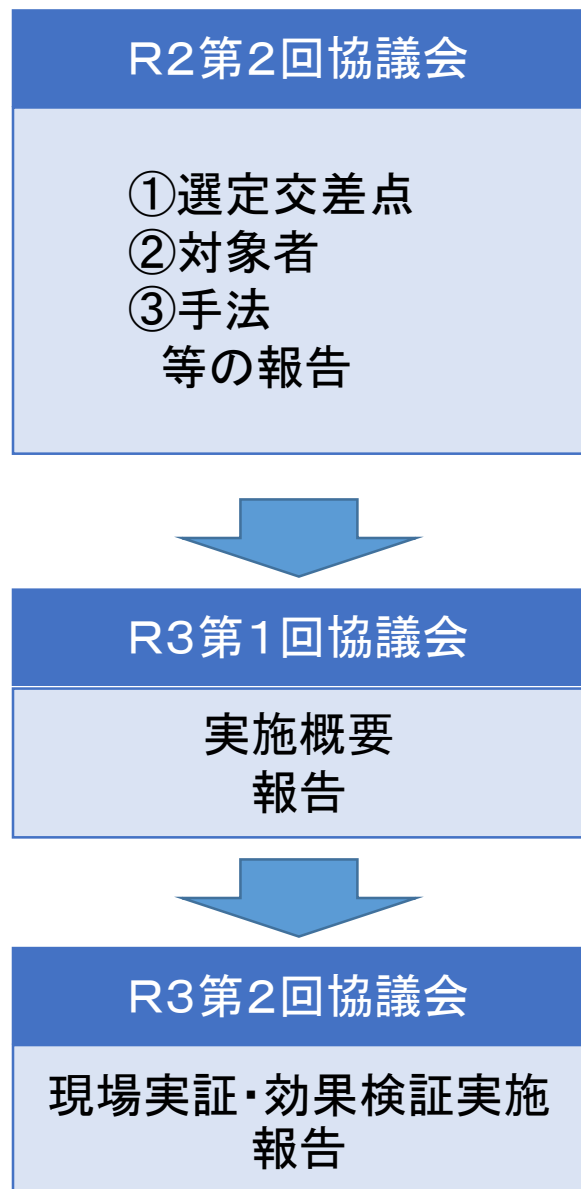 R2第2回協議会
①選定交差点
②対象者
③手法
等の報告
R3第1回協議会
実施概要
報告
R3第2回協議会
現場実証・効果検証実施
報告